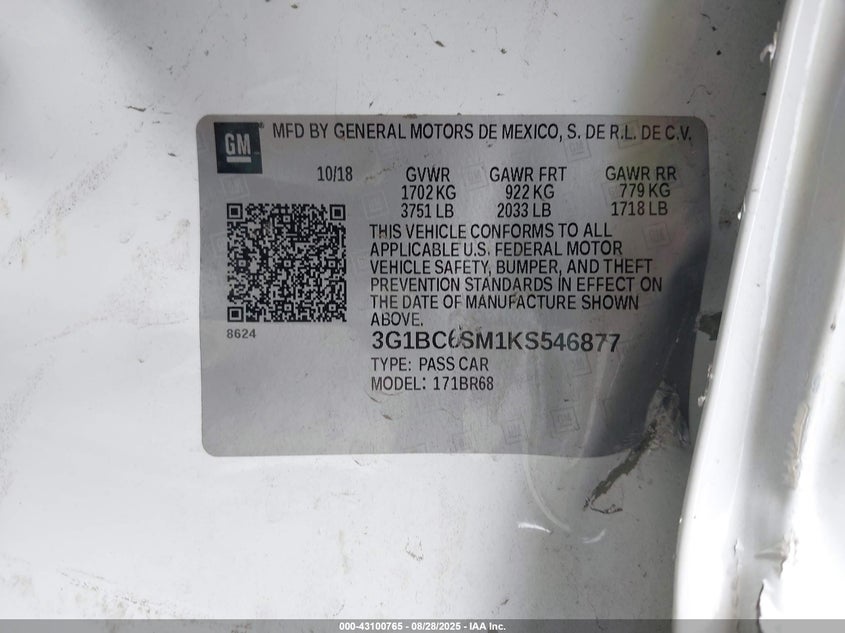 GM
MFD BY GENERAL MOTORS DE MEXICO, S. DE R.L. DE C.V.
10/18 GVWR GAWR FRT GAWR RR
1702 KG 922 KG 779 KG
3751 LB 2033 LB 1718 LB
THIS VEHICLE CONFORMS TO ALL
APPLICABLE U.S. FEDERAL MOTOR
VEHICLE SAFETY, BUMPER, AND THEFT
PREVENTION STANDARDS IN EFFECT ON
THE DATE OF MANUFACTURE SHOWN
ABOVE.
8624
3G1BC6SM1KS546877
TYPE: PASS CAR
MODEL: 171BR68
000-43100765 - 08/28/2025 - IAA Inc.